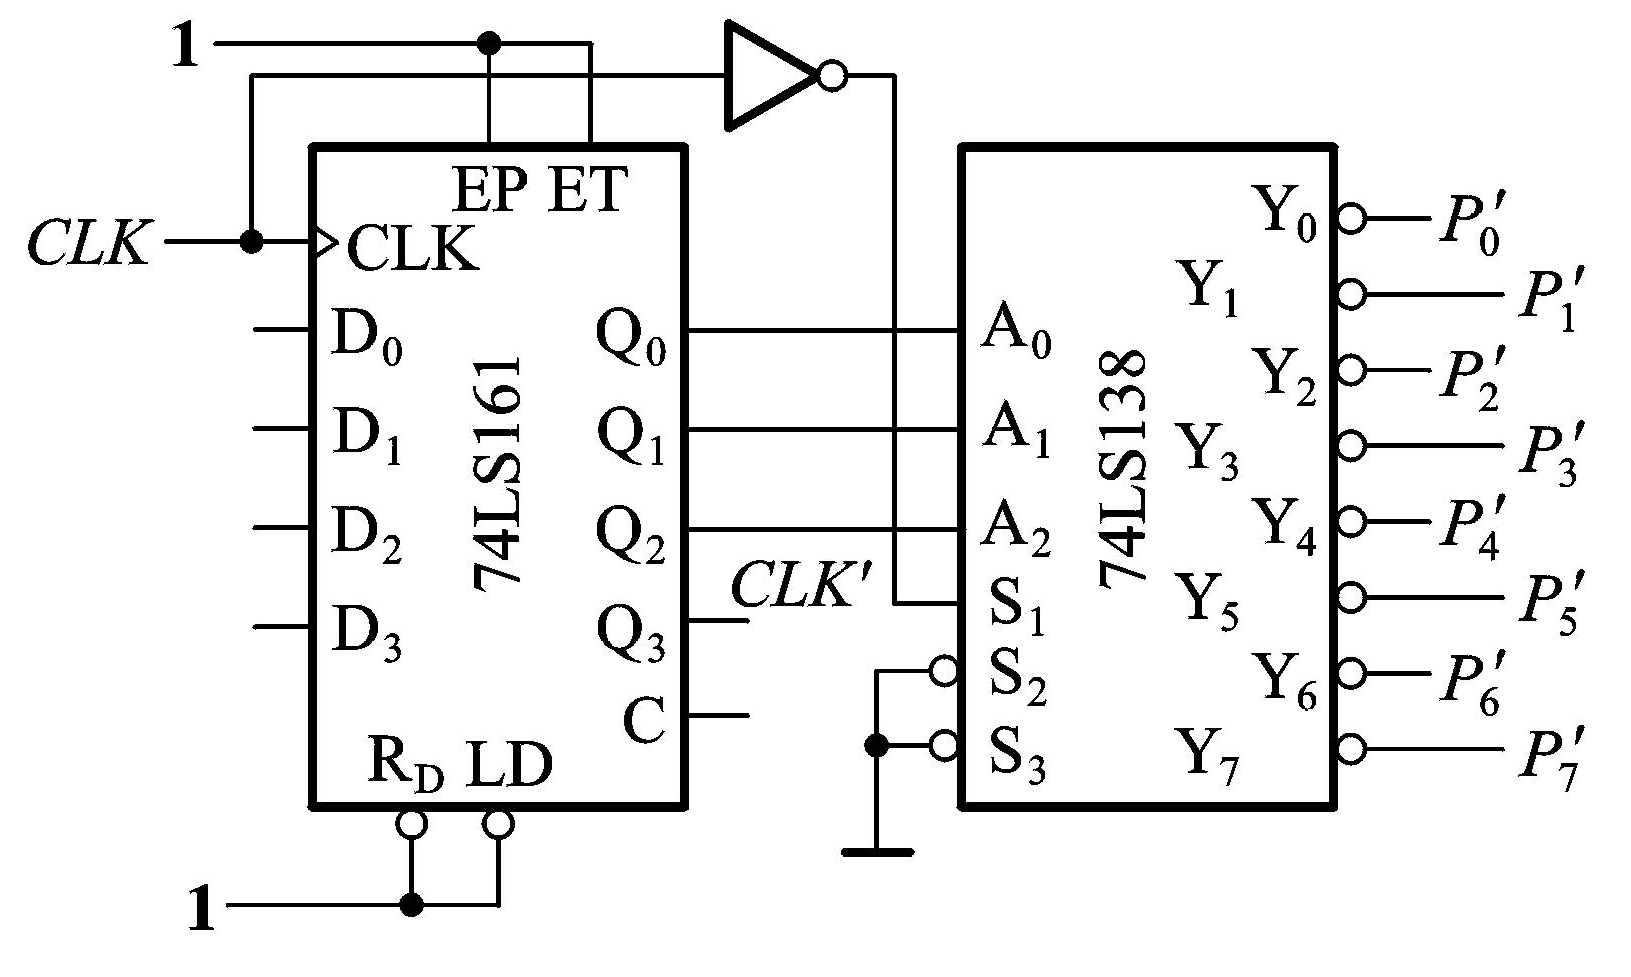 1
EP ET
CLK
CLK
D₀
D₁
D₂
D₃
74LS161
Q₀
Q₁
Q₂
Q₃
C
R_D LD
1
CLK′
A₀
A₁
A₂
S₁
S₂
S₃
74LS138
Y₀
Y₁
Y₂
Y₃
Y₄
Y₅
Y₆
Y₇
P₀′
P₁′
P₂′
P₃′
P₄′
P₅′
P₆′
P₇′